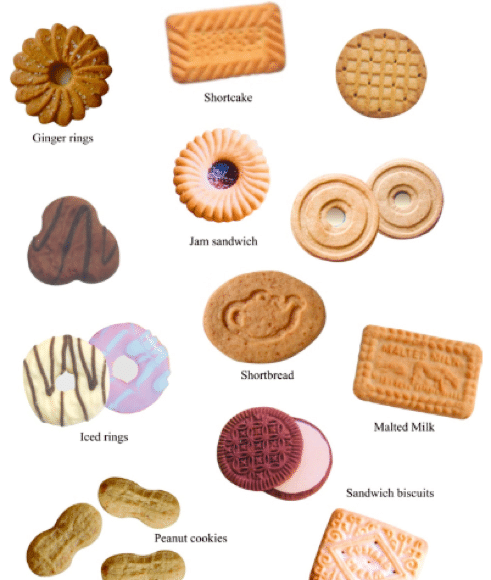 Shortcake
Ginger rings
Jam sandwich
Shortbread
MALTED MILK
Malted Milk
Iced rings
Sandwich biscuits
Peanut cookies